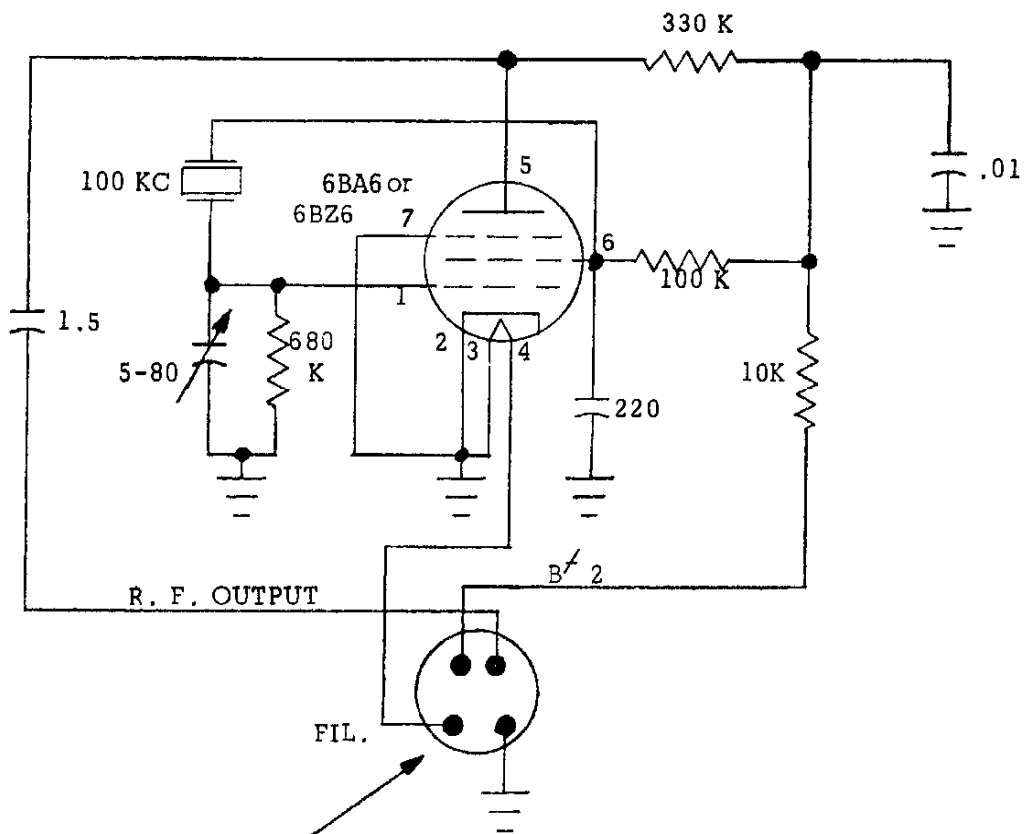 330 K
100 KC
6BA6 or
6BZ6
5
.01
7
6
100 K
1
1.5
2
3
4
680
K
5-80
10K
220
B+ 2
R. F. OUTPUT
FIL.